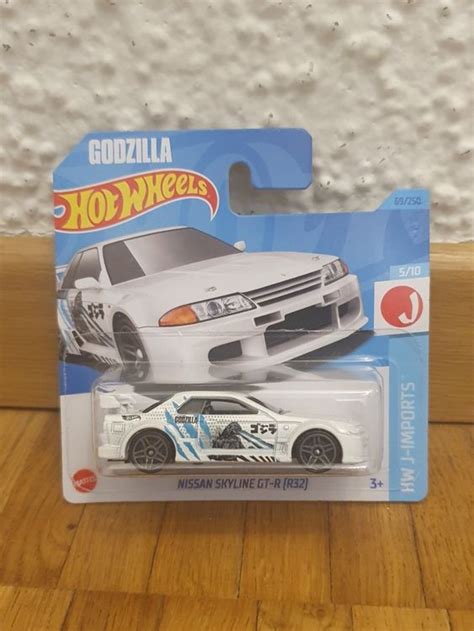 GODZILLA
HOT WHEELS
69/250
5/10
J
HW J-IMPORTS
GODZILLA
ゴジラ
MATTEL
NISSAN SKYLINE GT-R (R32)
3+